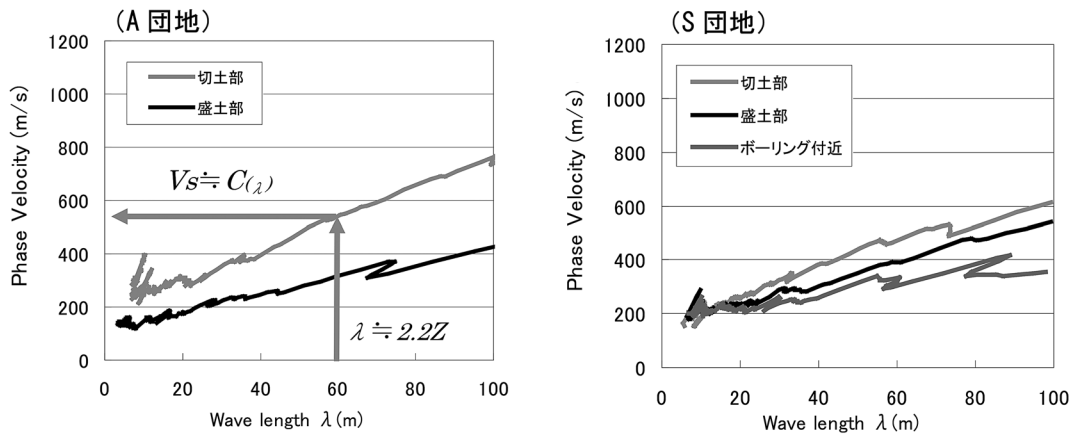 (A 団地)
1200
1000
800
600
400
200
0
Phase Velocity (m/s)
切土部
盛土部
Vs≒C(λ)
λ≒2.2Z
0 20 40 60 80 100
Wave length λ(m)
(S 団地)
1200
1000
800
600
400
200
0
Phase Velocity (m/s)
切土部
盛土部
ボーリング付近
0 20 40 60 80 100
Wave length λ(m)